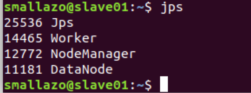 smallazo@slave01:~$ jps
25536 Jps
14465 Worker
12772 NodeManager
11181 DataNode
smallazo@slave01:~$